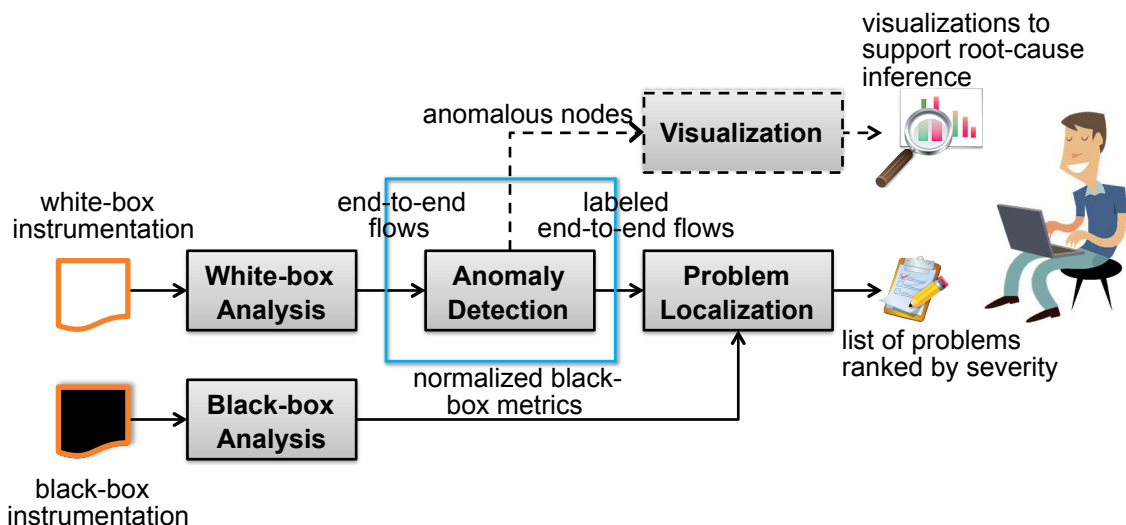 visualizations to
support root-cause
inference
anomalous nodes
Visualization
white-box
instrumentation
end-to-end
flows
labeled
end-to-end flows
White-box
Analysis
Anomaly
Detection
Problem
Localization
list of problems
ranked by severity
normalized black-
box metrics
Black-box
Analysis
black-box
instrumentation